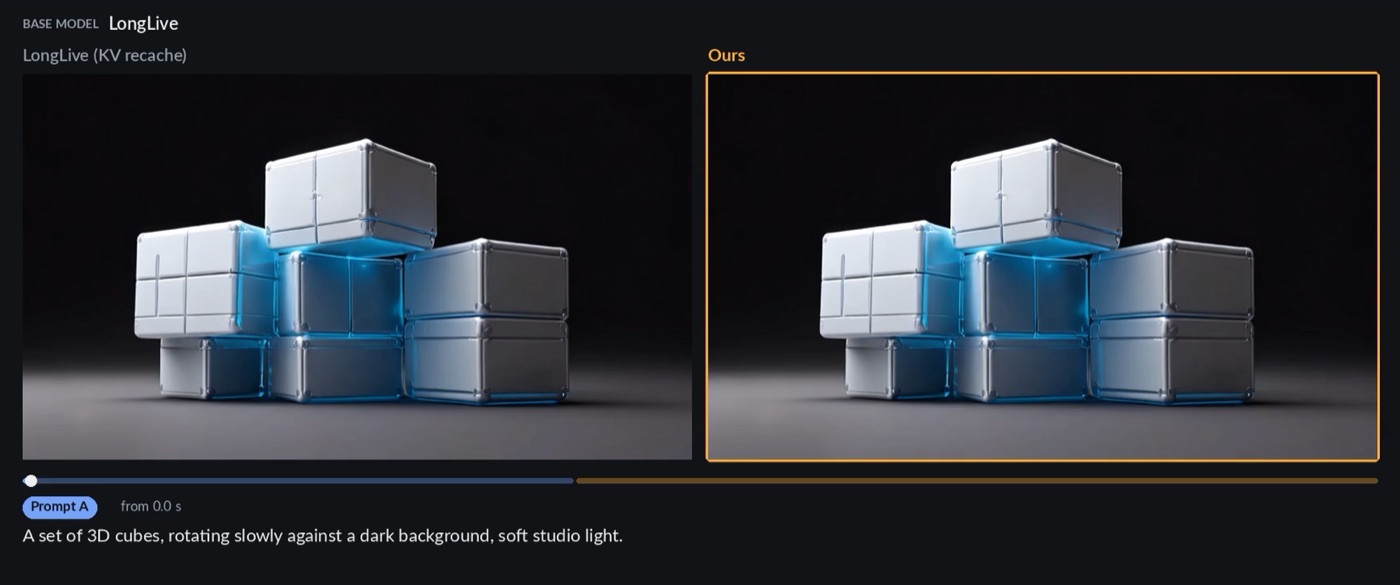 BASE MODEL LongLive
LongLive (KV recache)
Ours
Prompt A from 0.0 s
A set of 3D cubes, rotating slowly against a dark background, soft studio light.